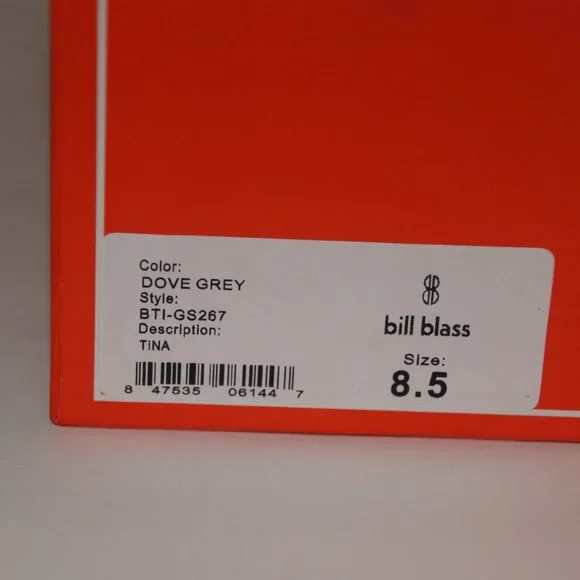 Color:
DOVE GREY
Style:
BTI-GS267
Description:
TINA
8 47535 06144 7
bill blass
Size:
8.5